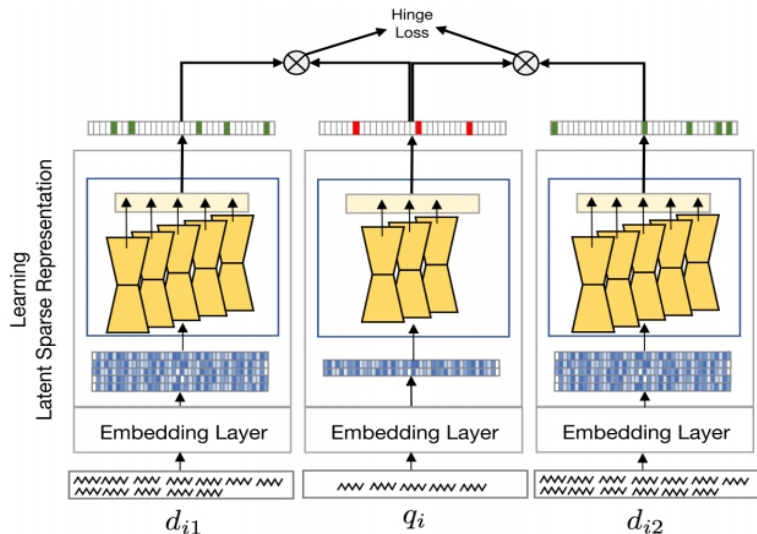 Hinge
Loss
Learning
Latent Sparse Representation
Embedding Layer
Embedding Layer
Embedding Layer
d_{i1}
q_i
d_{i2}